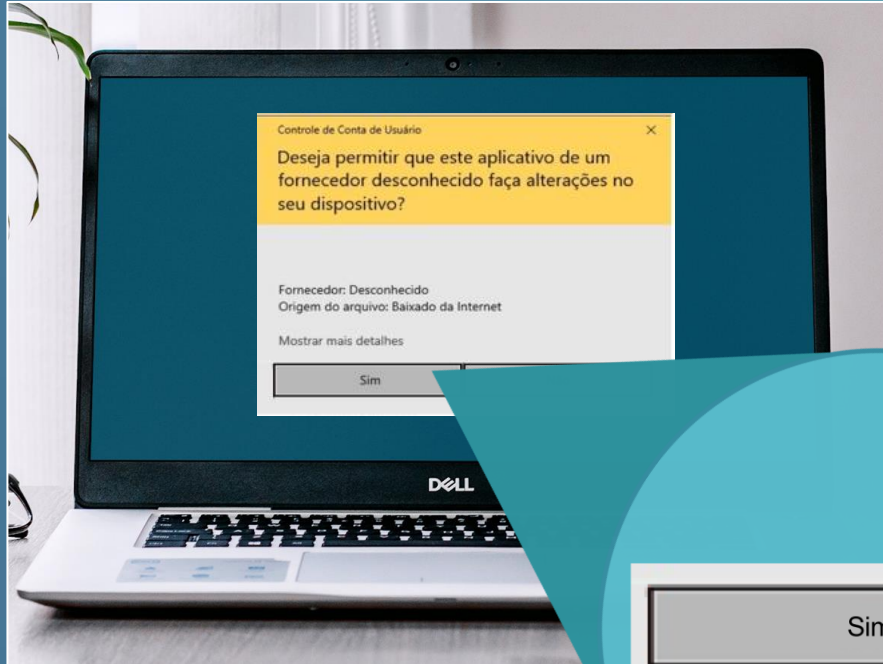 Controle de Conta de Usuário
Deseja permitir que este aplicativo de um
fornecedor desconhecido faça alterações no
seu dispositivo?
Fornecedor: Desconhecido
Origem do arquivo: Baixado da Internet
Mostrar mais detalhes
Sim
DELL